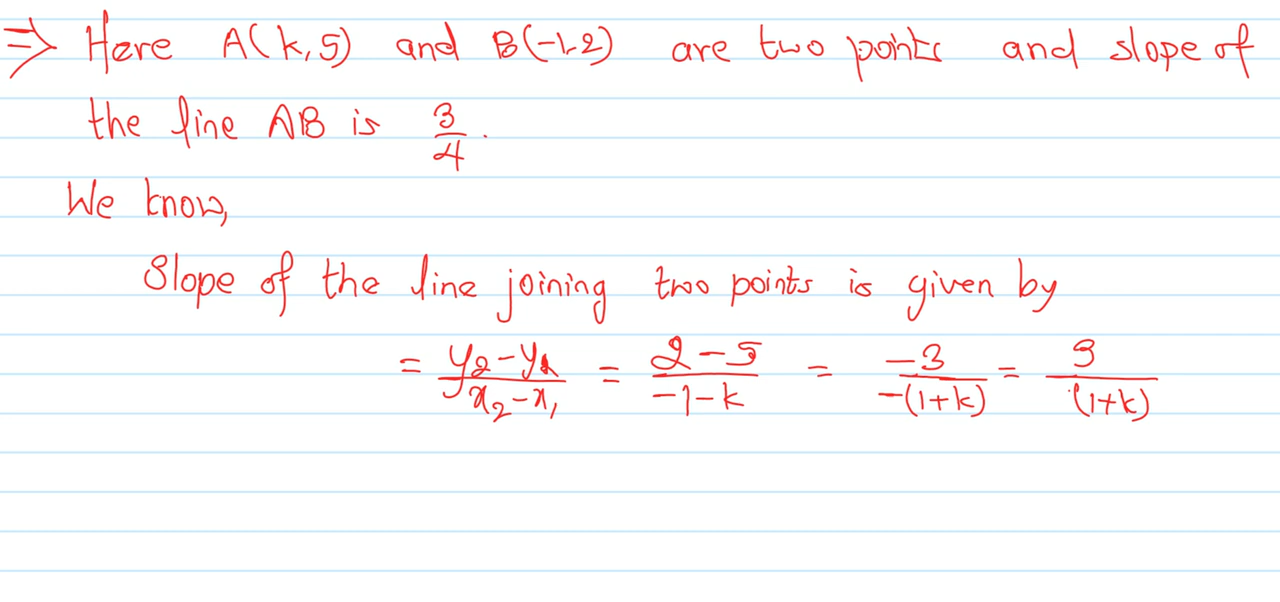 ⇒ Here A(k, 5) and B(-1, 2) are two points and slope of
the line AB is 3/4.
We know,
Slope of the line joining two points is given by
= (y₂-y₁)/(x₂-x₁) = (2-5)/(-1-k) = -3/-(1+k) = 3/(1+k)